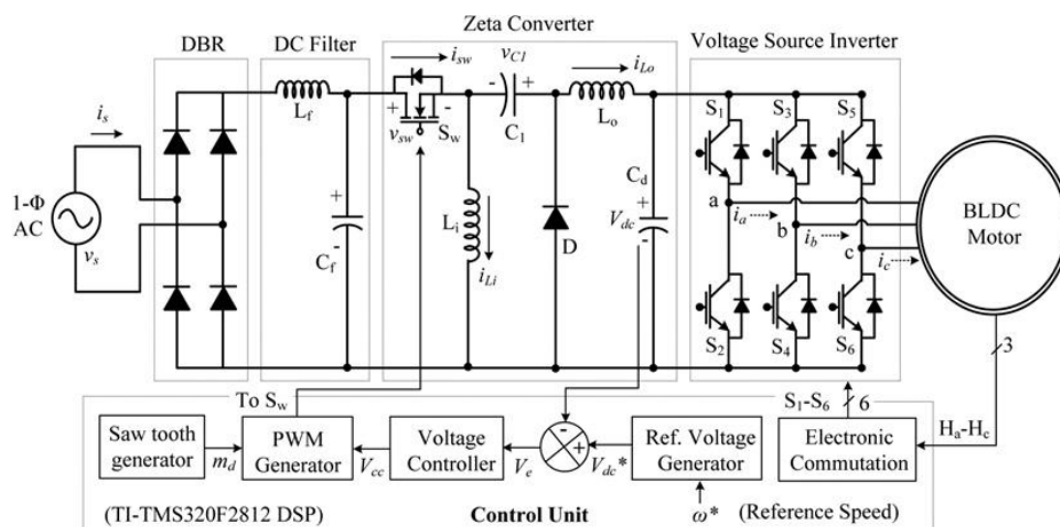 Zeta Converter
DBR
DC Filter
Voltage Source Inverter
i_sw
v_C1
i_Lo
L_f
+ -
v_sw
S_w
- +
C_1
L_o
S_1
S_3
S_5
i_s
1-Φ
AC
v_s
+
-
C_f
L_i
i_Li
D
C_d
+
V_dc
-
a
i_a
b
i_b
c
i_c
BLDC
Motor
S_2
S_4
S_6
3
To S_w
S_1-S_6
6
H_a-H_c
Saw tooth
generator
m_d
PWM
Generator
V_cc
Voltage
Controller
V_e
-
+
V_dc*
Ref. Voltage
Generator
Electronic
Commutation
(TI-TMS320F2812 DSP)
Control Unit
ω*
(Reference Speed)